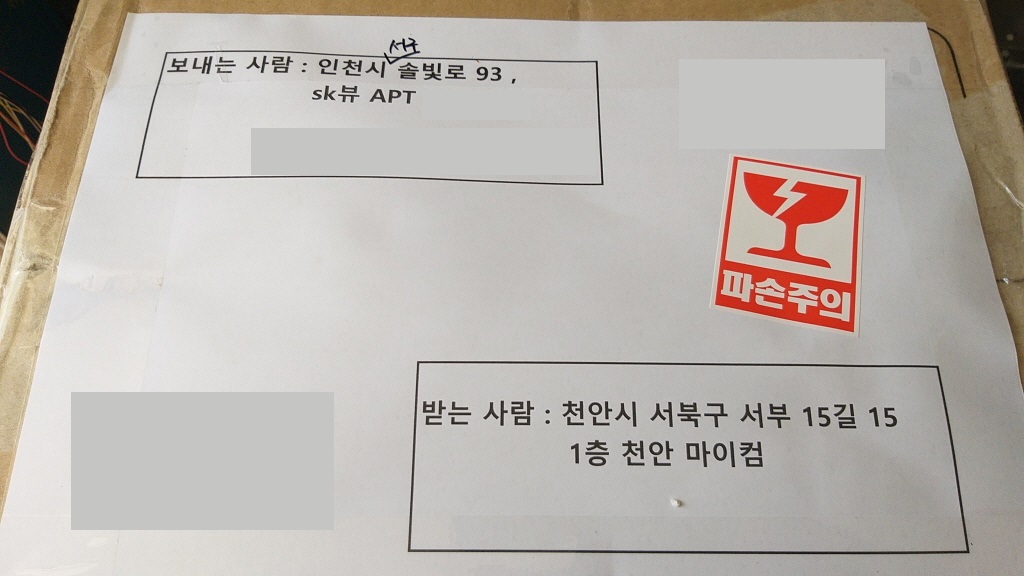 보내는 사람 : 인천시 서구 솔빛로 93 ,
sk뷰 APT
파손주의
받는 사람 : 천안시 서북구 서부 15길 15
1층 천안 마이컴